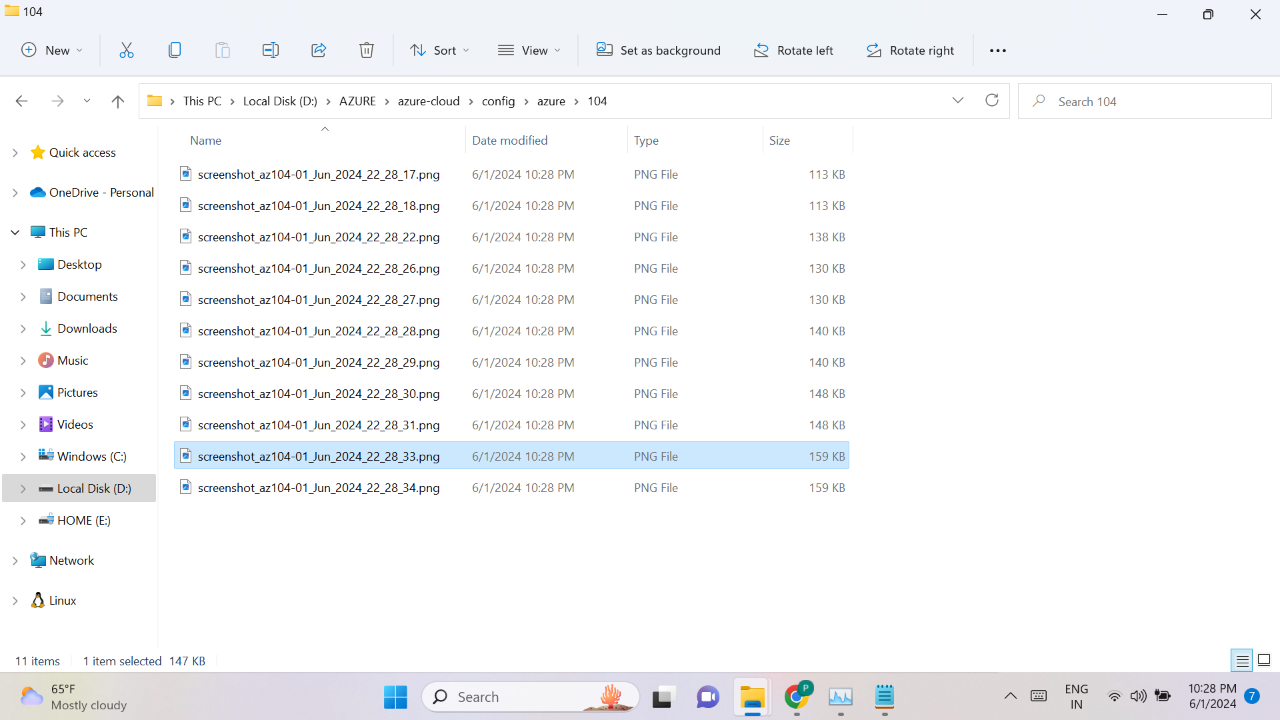 104
New
Sort
View
Set as background
Rotate left
Rotate right
This PC
Local Disk (D:)
AZURE
azure-cloud
config
azure
104
Search 104
Name Date modified Type Size
Quick access
OneDrive - Personal
This PC
Desktop
Documents
Downloads
Music
Pictures
Videos
Windows (C:)
Local Disk (D:)
HOME (E:)
Network
Linux
screenshot_az104-01_Jun_2024_22_28_17.png 6/1/2024 10:28 PM PNG File 113 KB
screenshot_az104-01_Jun_2024_22_28_18.png 6/1/2024 10:28 PM PNG File 113 KB
screenshot_az104-01_Jun_2024_22_28_22.png 6/1/2024 10:28 PM PNG File 138 KB
screenshot_az104-01_Jun_2024_22_28_26.png 6/1/2024 10:28 PM PNG File 130 KB
screenshot_az104-01_Jun_2024_22_28_27.png 6/1/2024 10:28 PM PNG File 130 KB
screenshot_az104-01_Jun_2024_22_28_28.png 6/1/2024 10:28 PM PNG File 140 KB
screenshot_az104-01_Jun_2024_22_28_29.png 6/1/2024 10:28 PM PNG File 140 KB
screenshot_az104-01_Jun_2024_22_28_30.png 6/1/2024 10:28 PM PNG File 148 KB
screenshot_az104-01_Jun_2024_22_28_31.png 6/1/2024 10:28 PM PNG File 148 KB
screenshot_az104-01_Jun_2024_22_28_33.png 6/1/2024 10:28 PM PNG File 159 KB
screenshot_az104-01_Jun_2024_22_28_34.png 6/1/2024 10:28 PM PNG File 159 KB
11 items 1 item selected 147 KB
65°F
Mostly cloudy
Search
P
ENG
IN
10:28 PM
6/1/2024
7